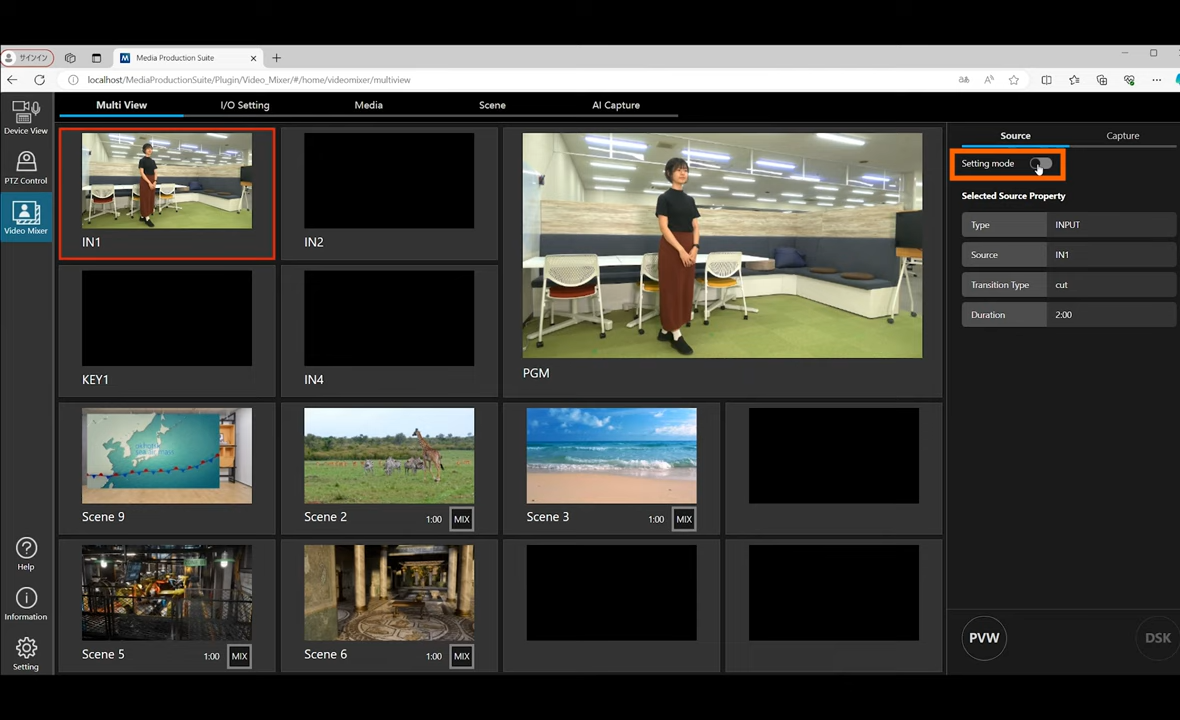 サインイン
Media Production Suite
localhost/MediaProductionSuite/Plugin/Video_Mixer/#/home/videomixer/multiview
Multi View
I/O Setting
Media
Scene
AI Capture
Device View
PTZ Control
Video Mixer
Help
Information
Setting
IN1
IN2
PGM
KEY1
IN4
Scene 9
Scene 2
1:00
MIX
Scene 3
1:00
MIX
Scene 5
1:00
MIX
Scene 6
1:00
MIX
Source
Capture
Setting mode
Selected Source Property
Type
INPUT
Source
IN1
Transition Type
cut
Duration
2:00
PVW
DSK